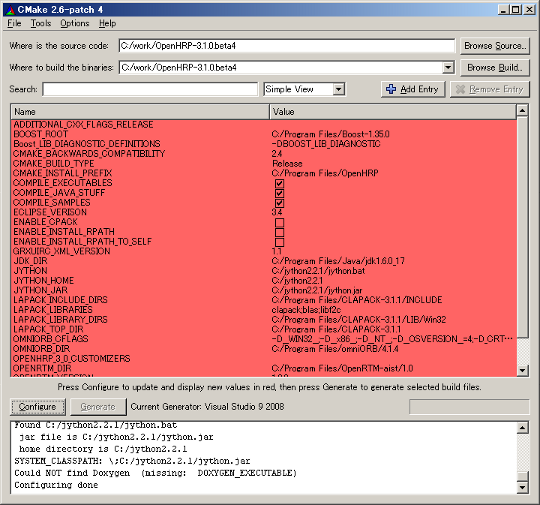 CMake 2.6-patch 4
File Tools Options Help
Where is the source code: C:/work/OpenHRP-3.1.0.beta4 Browse Source...
Where to build the binaries: C:/work/OpenHRP-3.1.0.beta4 Browse Build...
Search: Simple View Add Entry Remove Entry
Name Value
ADDITIONAL_CXX_FLAGS_RELEASE
BOOST_ROOT C:/Program Files/Boost-1.35.0
Boost_LIB_DIAGNOSTIC_DEFINITIONS -DBOOST_LIB_DIAGNOSTIC
CMAKE_BACKWARDS_COMPATIBILITY 2.4
CMAKE_BUILD_TYPE Release
CMAKE_INSTALL_PREFIX C:/Program Files/OpenHRP
COMPILE_EXECUTABLES
COMPILE_JAVA_STUFF
COMPILE_SAMPLES
ECLIPSE_VERISON 3.4
ENABLE_CPACK
ENABLE_INSTALL_RPATH
ENABLE_INSTALL_RPATH_TO_SELF
GRXUIRC_XML_VERSION 1.1
JDK_DIR C:/Program Files/Java/jdk1.6.0_17
JYTHON C:/jython2.2.1/jython.bat
JYTHON_HOME C:/jython2.2.1
JYTHON_JAR C:/jython2.2.1/jython.jar
LAPACK_INCLUDE_DIRS C:/Program Files/CLAPACK-3.1.1/INCLUDE
LAPACK_LIBRARIES clapack;blas;libf2c
LAPACK_LIBRARY_DIRS C:/Program Files/CLAPACK-3.1.1/LIB/Win32
LAPACK_TOP_DIR C:/Program Files/CLAPACK-3.1.1
OMNIORB_CFLAGS -D_WIN32_;-D_x86_;-D_NT_;-D_OSVERSION_=4;-D_CRT...
OMNIORB_DIR C:/Program Files/omniORB/4.1.4
OPENHRP_3_0_CUSTOMIZERS
OPENRTM_DIR C:/Program Files/OpenRTM-aist/1.0
OPENRTM_VERSION 1.0.0
Press Configure to update and display new values in red, then press Generate to generate selected build files.
Configure Generate Current Generator: Visual Studio 9 2008
Found C:/jython2.2.1/jython.bat
jar file is C:/jython2.2.1/jython.jar
home directory is C:/jython2.2.1
SYSTEM_CLASSPATH: \;C:/jython2.2.1/jython.jar
Could NOT find Doxygen (missing: DOXYGEN_EXECUTABLE)
Configuring done